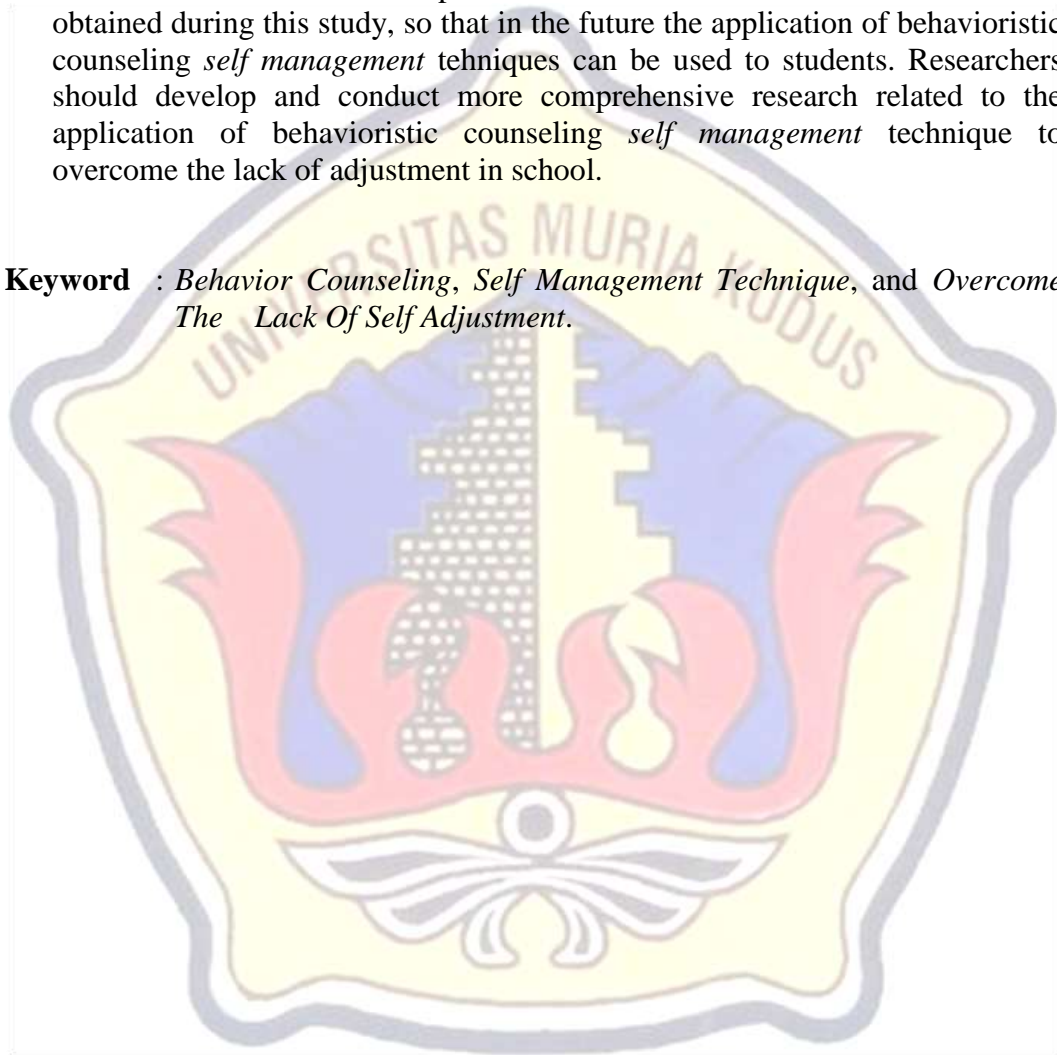 obtained during this study, so that in the future the application of behavioristic
counseling self management tehniques can be used to students. Researchers
should develop and conduct more comprehensive research related to the
application of behavioristic counseling self management technique to
overcome the lack of adjustment in school.
UNIVERSITAS MURIA KUDUS
Keyword : Behavior Counseling, Self Management Technique, and Overcome
The Lack Of Self Adjustment.